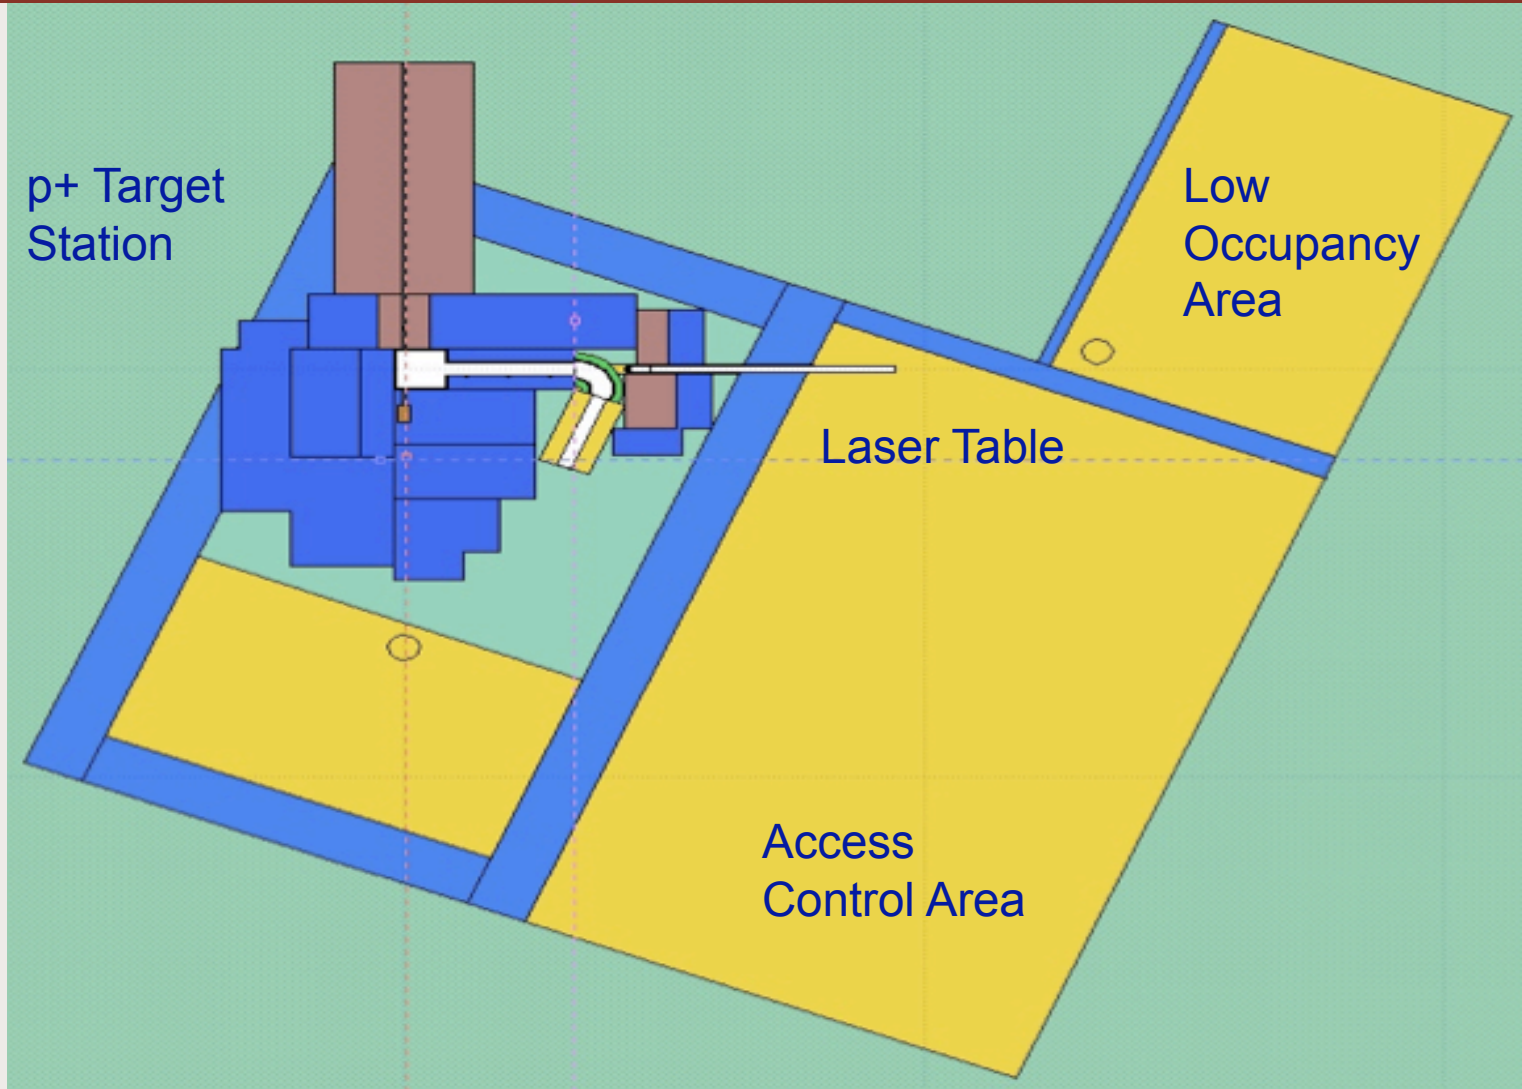 p+ Target
Station
Low
Occupancy
Area
Laser Table
Access
Control Area